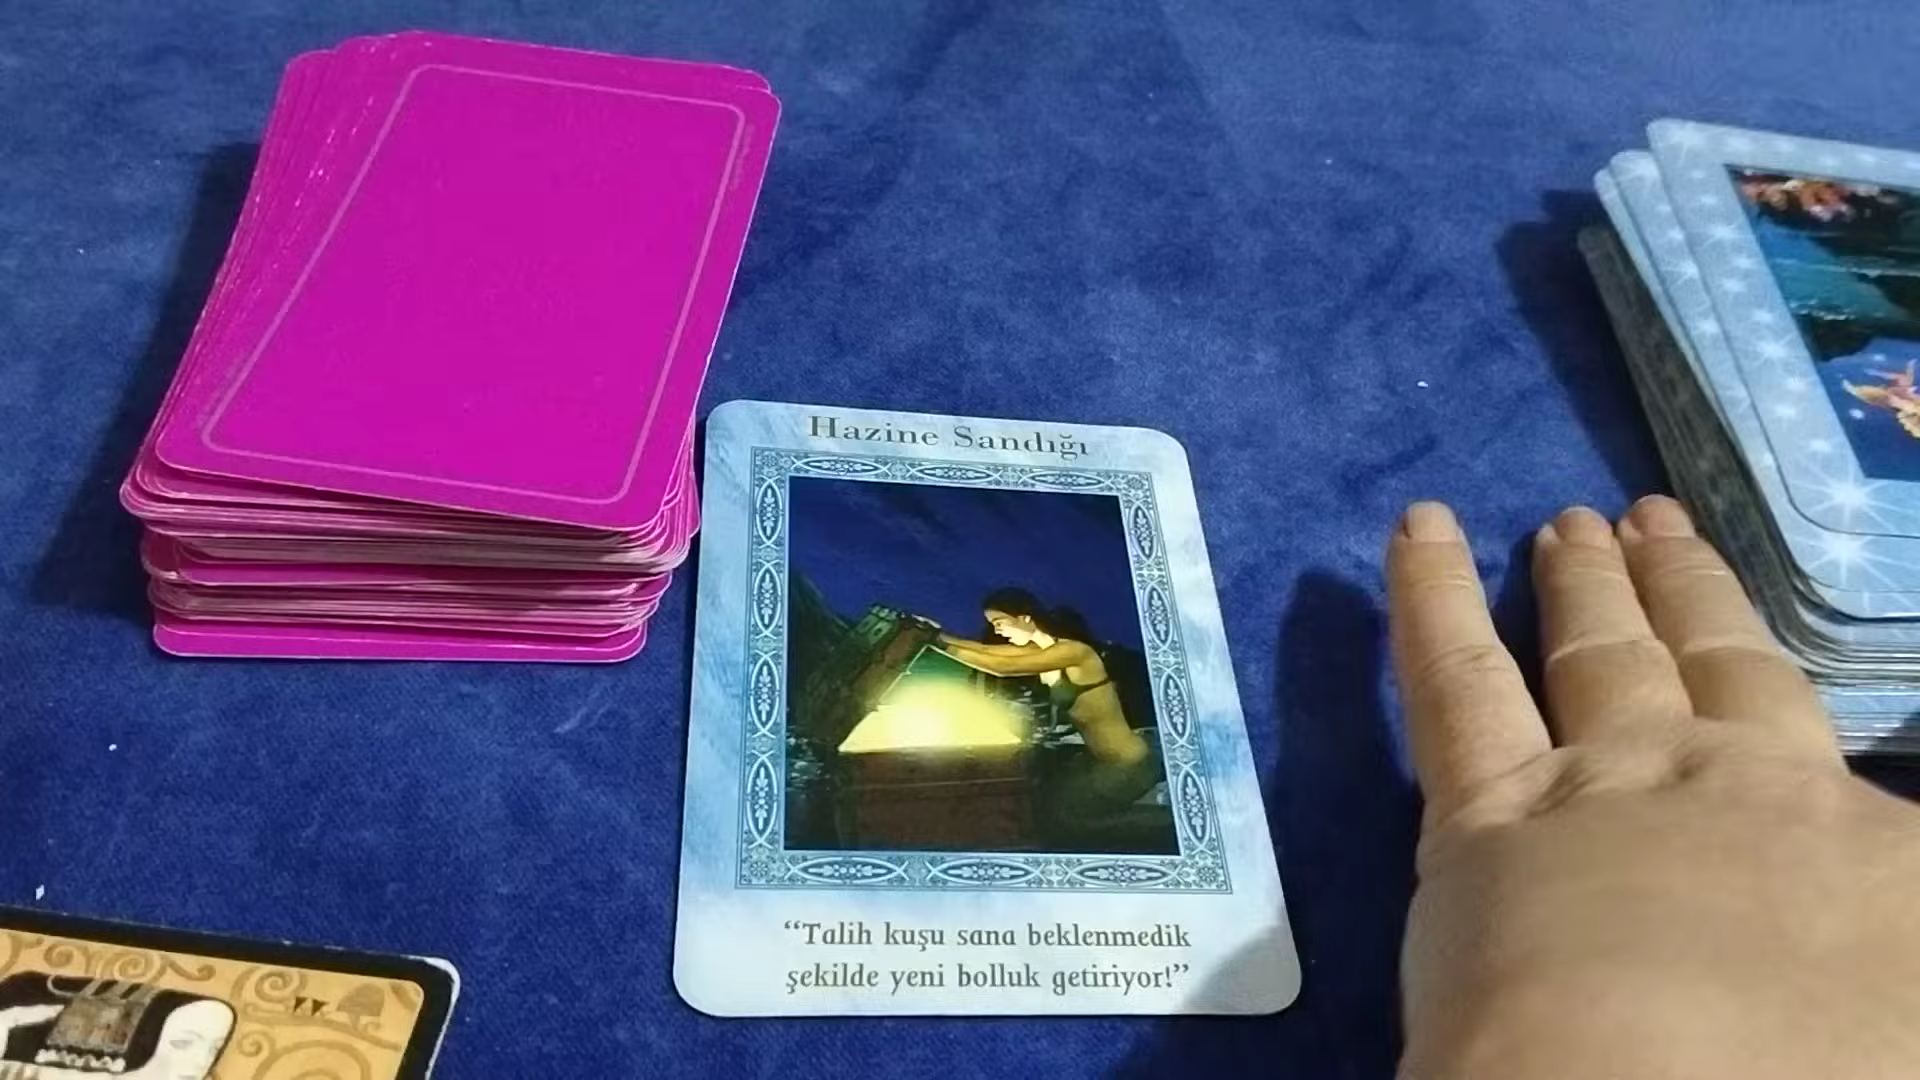 Hazine Sandığı
“Talih kuşu sana beklenmedik
şekilde yeni bolluk getiriyor!”